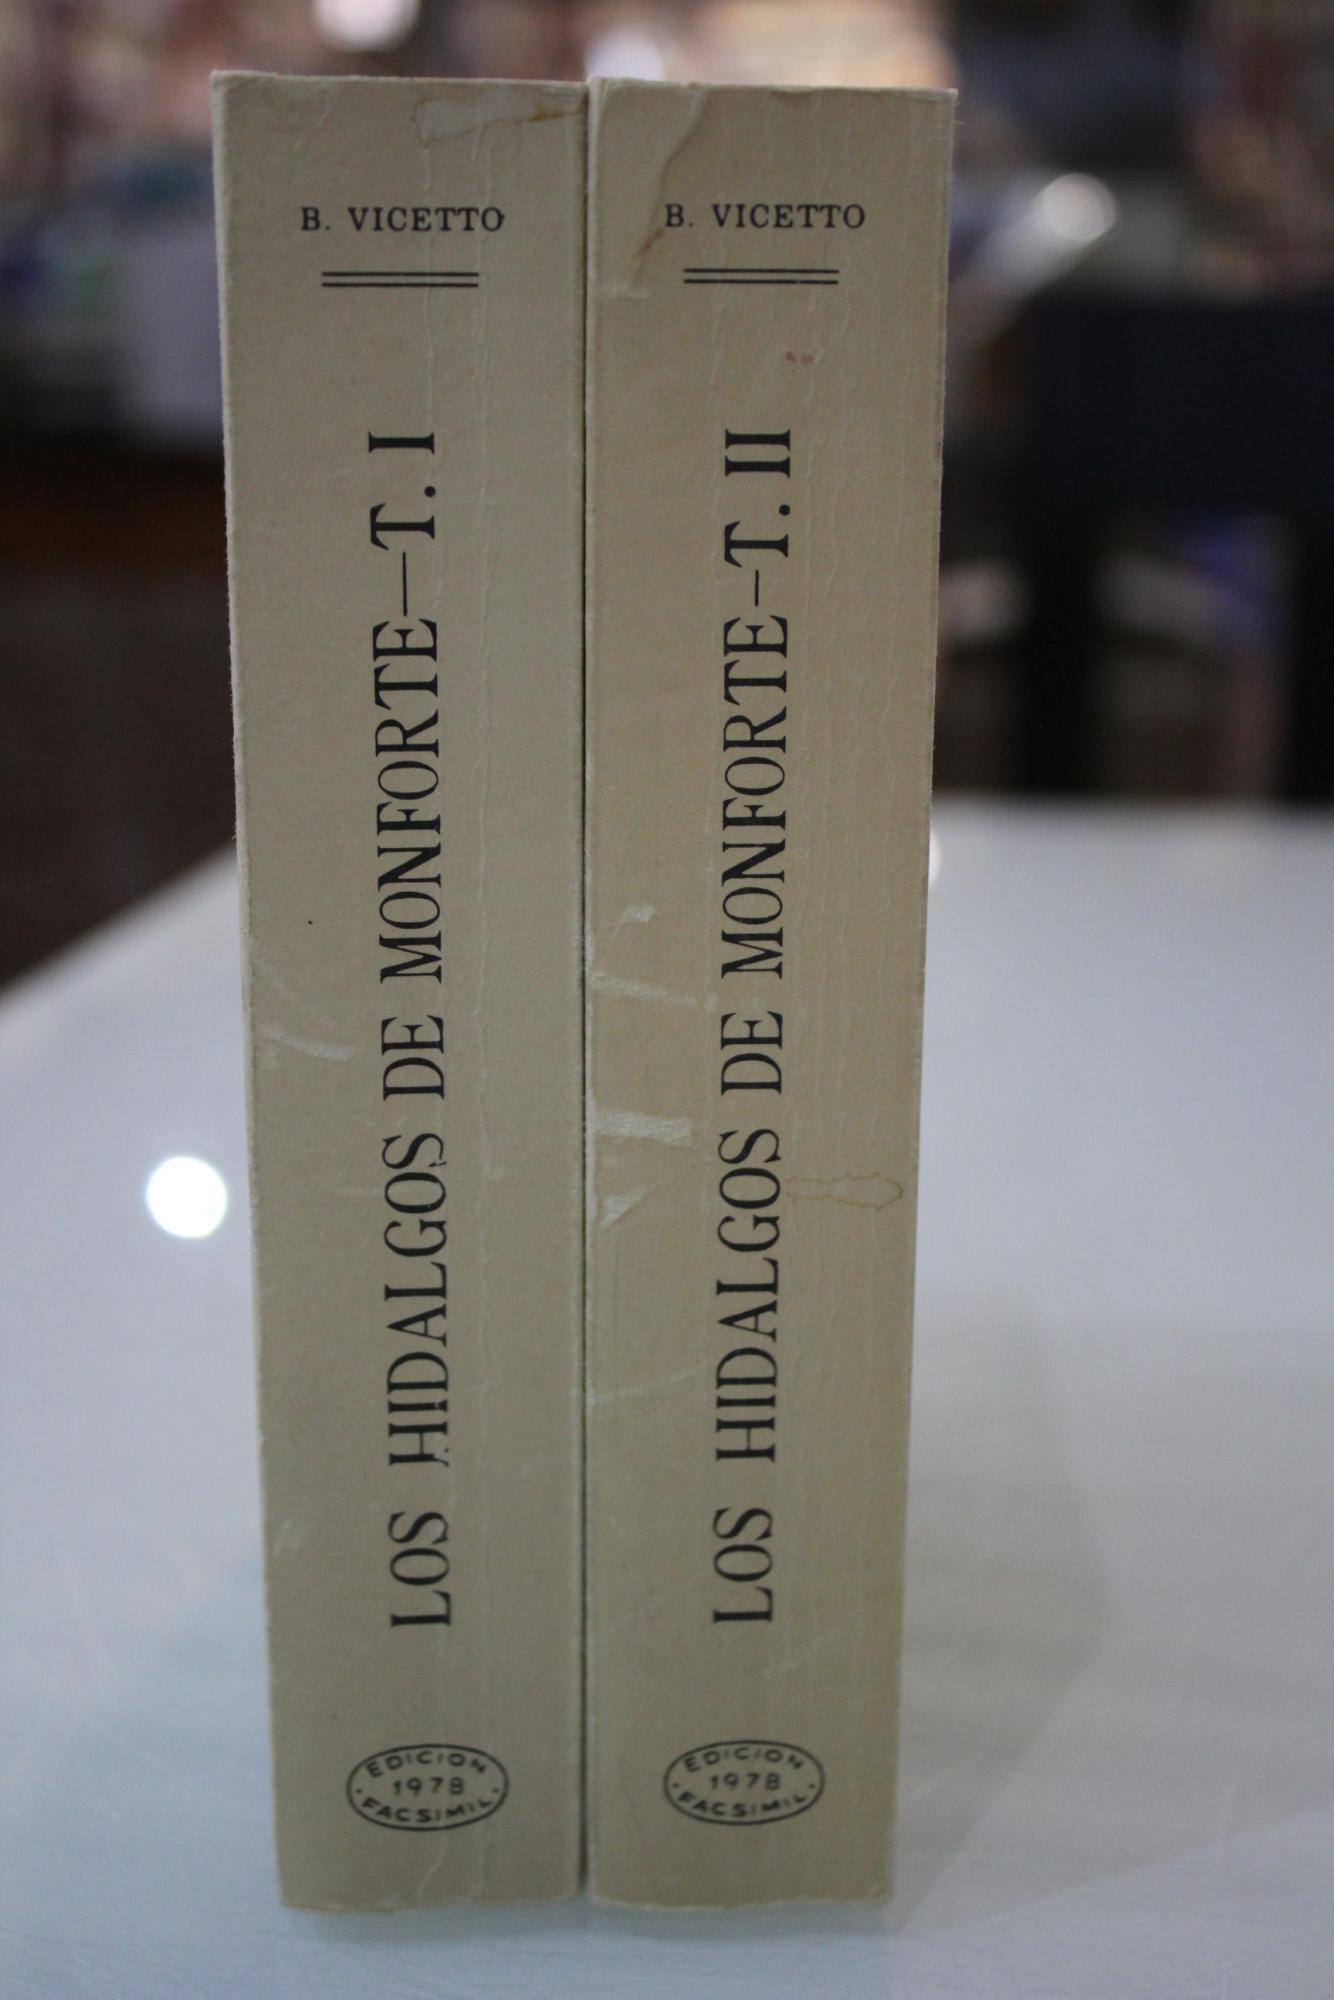 B. VICETTO
LOS HIDALGOS DE MONFORTE—T. I
EDICION
1978
FACSIMIL
B. VICETTO
LOS HIDALGOS DE MONFORTE—T. II
EDICION
1978
FACSIMIL